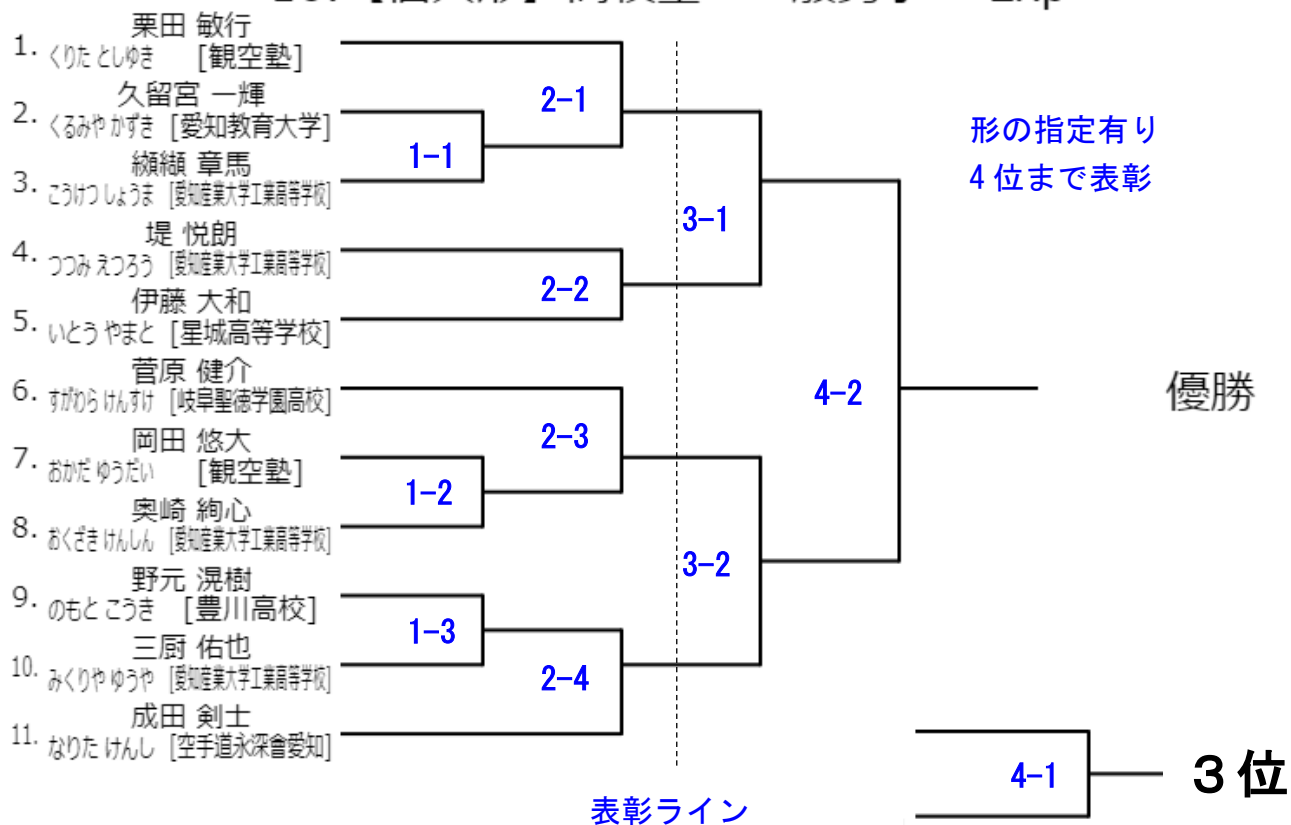 1. 栗田 敏行
くりた としゆき [観空塾]
2. 久留宮 一輝
くるみや かずき [愛知教育大学]
3. 纐纈 章馬
こうけつ しょうま [愛知産業大学工業高等学校]
4. 堤 悦朗
つつみ えつろう [愛知産業大学工業高等学校]
5. 伊藤 大和
いとう やまと [星城高等学校]
6. 菅原 健介
すがわら けんすけ [岐阜聖徳学園高校]
7. 岡田 悠大
おかだ ゆうだい [観空塾]
8. 奥崎 絢心
おくざき けんしん [愛知産業大学工業高等学校]
9. 野元 滉樹
のもと こうき [豊川高校]
10. 三厨 佑也
みくりや ゆうや [愛知産業大学工業高等学校]
11. 成田 剣士
なりた けんし [空手道永深會愛知]
1-1
1-2
1-3
2-1
2-2
2-3
2-4
3-1
3-2
4-2
形の指定有り
4位まで表彰
優勝
4-1
3位
表彰ライン